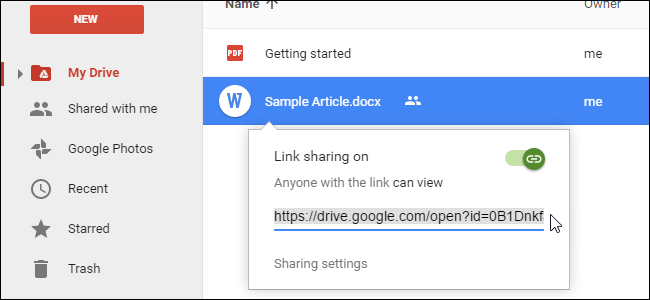 Name Owner
NEW
PDF Getting started me
My Drive
W Sample Article.docx me
Shared with me
Link sharing on
Google Photos
Anyone with the link can view
Recent
https://drive.google.com/open?id=0B1Dnkf
Starred
Sharing settings
Trash